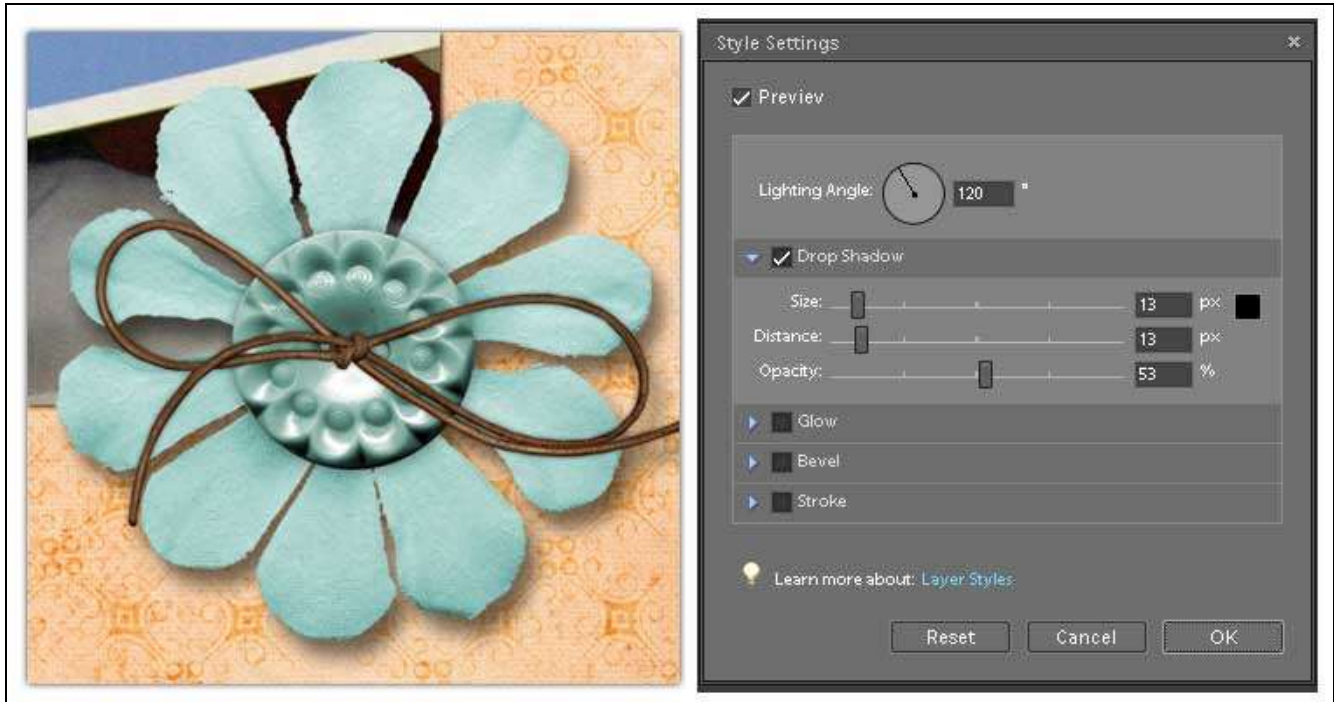 Style Settings
Preview
Lighting Angle: 120 °
Drop Shadow
Size: 13 px
Distance: 13 px
Opacity: 53 %
Glow
Bevel
Stroke
Learn more about: Layer Styles
Reset Cancel OK